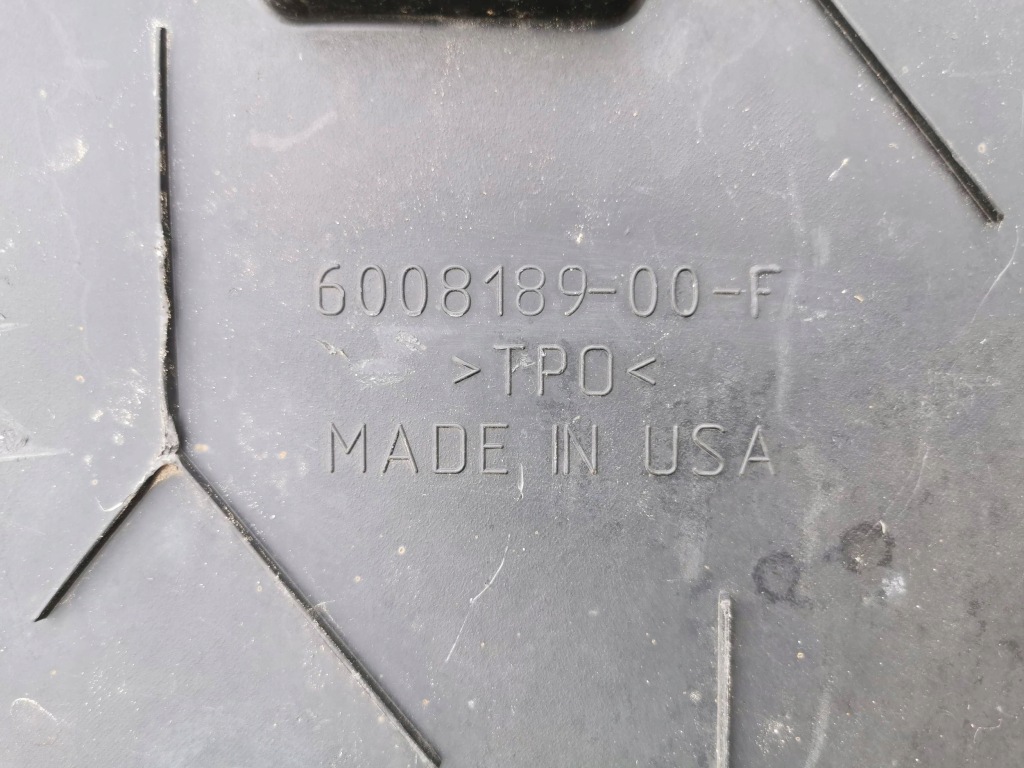 6008189-00-F
>TPO<
MADE IN USA